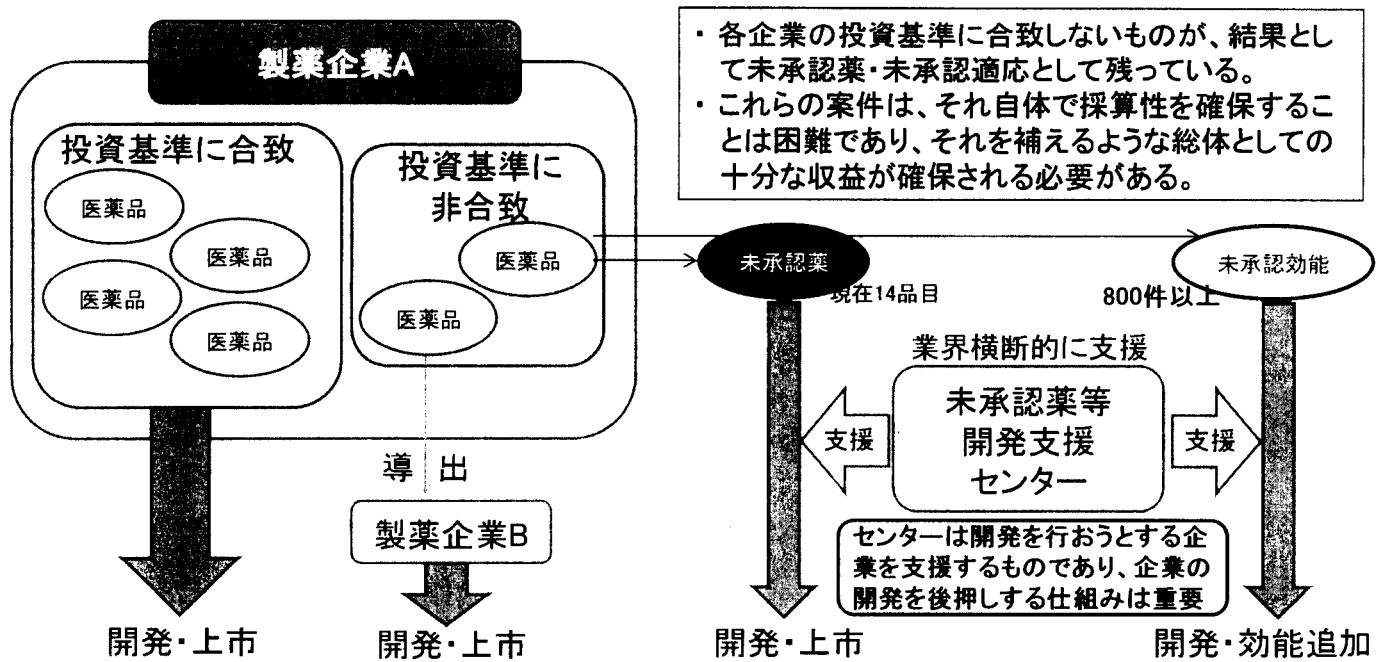 製薬企業A
投資基準に合致
医薬品
医薬品
医薬品
医薬品
投資基準に
非合致
医薬品
医薬品
導 出
製薬企業B
開発・上市
開発・上市
・ 各企業の投資基準に合致しないものが、結果とし
て未承認薬・未承認適応として残っている。
・ これらの案件は、それ自体で採算性を確保するこ
とは困難であり、それを補えるような総体としての
十分な収益が確保される必要がある。
未承認薬
現在14品目
未承認効能
800件以上
業界横断的に支援
支援
未承認薬等
開発支援
センター
支援
センターは開発を行おうとする企
業を支援するものであり、企業の
開発を後押しする仕組みは重要
開発・上市
開発・効能追加